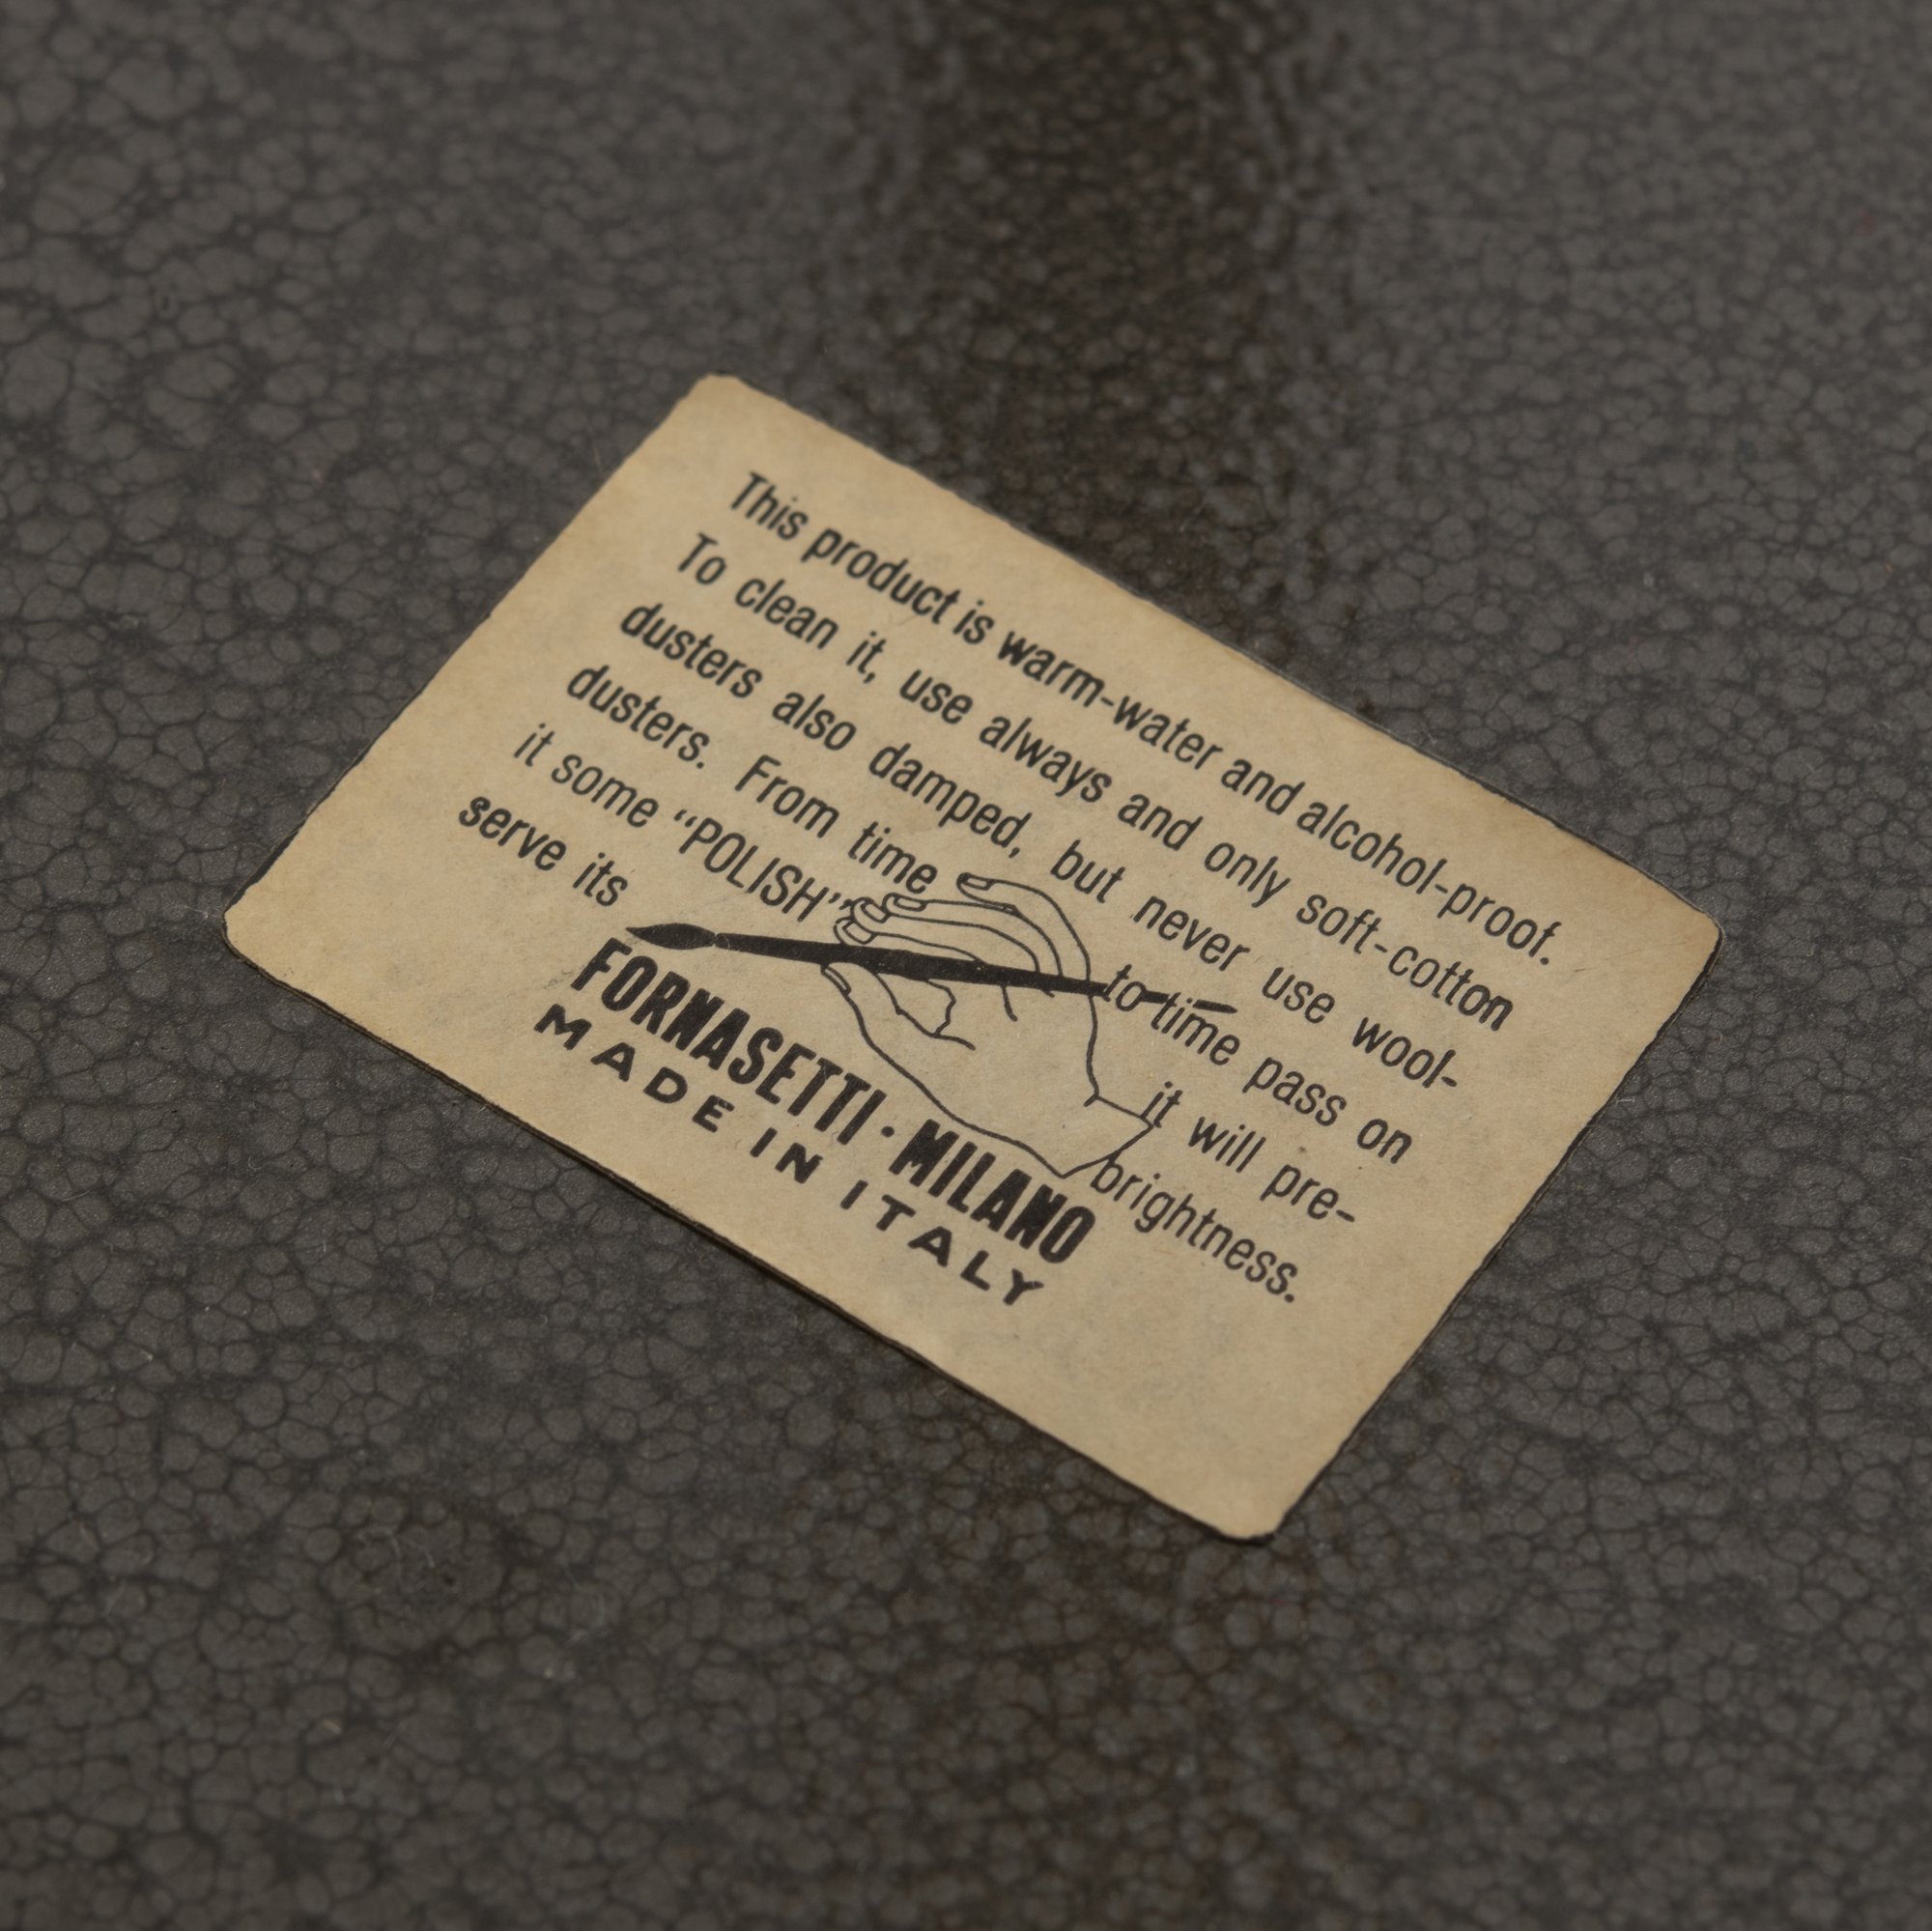 This product is warm-water and alcohol-proof.
To clean it, use always and only soft-cotton
dusters also damped, but never use wool-
dusters. From time to time pass on
it some “POLISH” it will pre-
serve its brightness.
FORNASETTI · MILANO
MADE IN ITALY